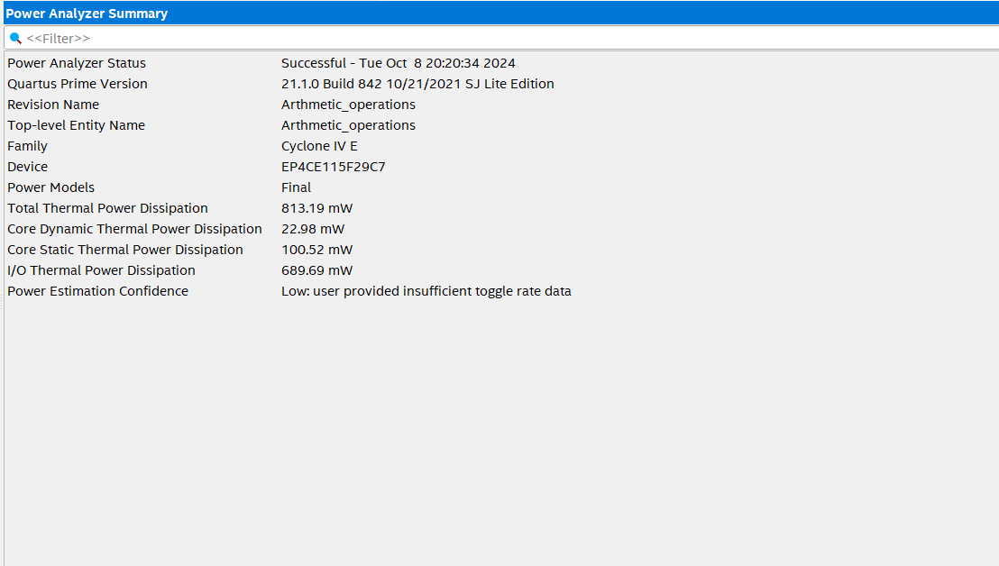 Power Analyzer Summary
<<Filter>>
Power Analyzer Status Successful - Tue Oct  8 20:20:34 2024
Quartus Prime Version 21.1.0 Build 842 10/21/2021 SJ Lite Edition
Revision Name Arthmetic_operations
Top-level Entity Name Arthmetic_operations
Family Cyclone IV E
Device EP4CE115F29C7
Power Models Final
Total Thermal Power Dissipation 813.19 mW
Core Dynamic Thermal Power Dissipation 22.98 mW
Core Static Thermal Power Dissipation 100.52 mW
I/O Thermal Power Dissipation 689.69 mW
Power Estimation Confidence Low: user provided insufficient toggle rate data